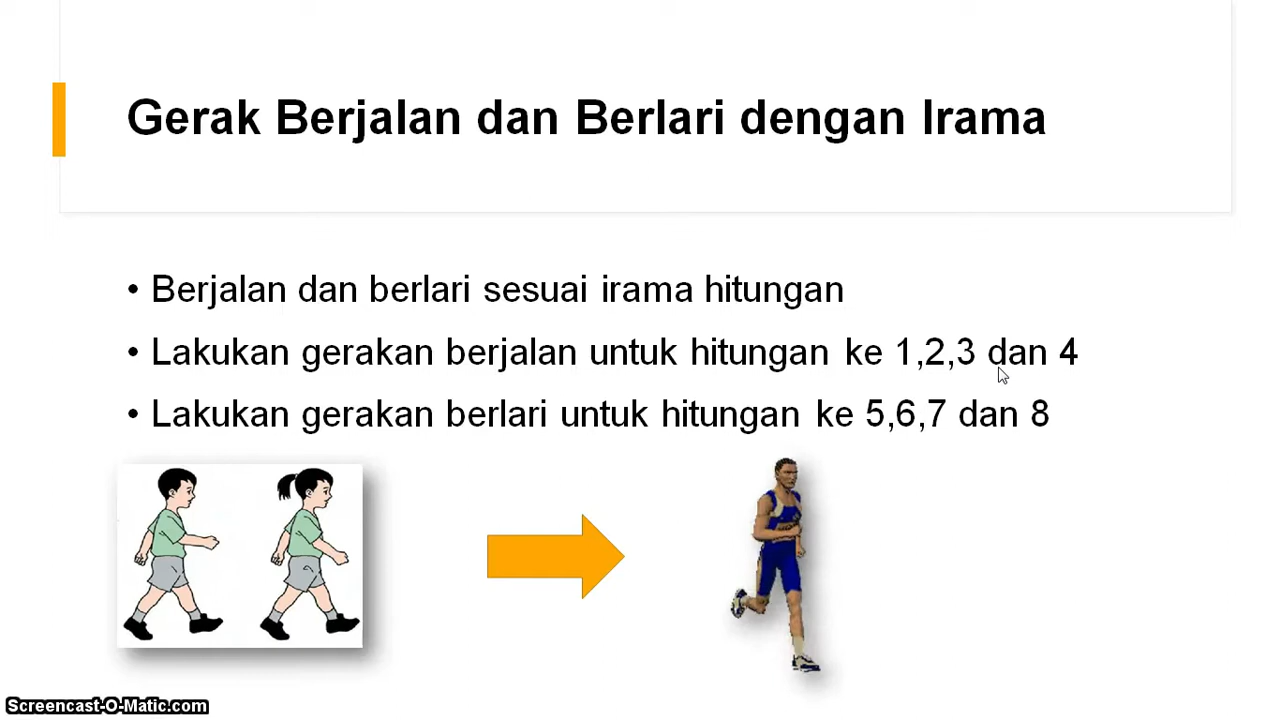 Gerak Berjalan dan Berlari dengan Irama
• Berjalan dan berlari sesuai irama hitungan
• Lakukan gerakan berjalan untuk hitungan ke 1,2,3 dan 4
• Lakukan gerakan berlari untuk hitungan ke 5,6,7 dan 8
Screencast-O-Matic.com